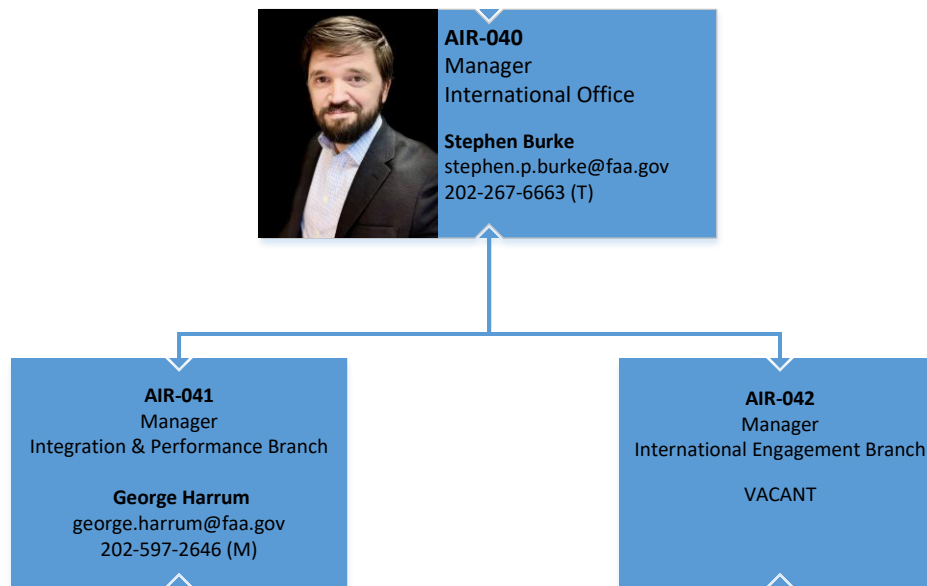 AIR-040
Manager
International Office
Stephen Burke
stephen.p.burke@faa.gov
202-267-6663 (T)
AIR-041
Manager
Integration & Performance Branch
George Harrum
george.harrum@faa.gov
202-597-2646 (M)
AIR-042
Manager
International Engagement Branch
VACANT